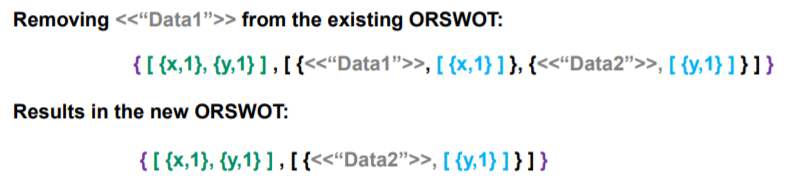 Removing <<“Data1”>> from the existing ORSWOT:
{ [ {x,1}, {y,1} ] , [ {<<“Data1”>>, [ {x,1} ] }, {<<“Data2”>>, [ {y,1} ] } ] }
Results in the new ORSWOT:
{ [ {x,1}, {y,1} ] , [ {<<“Data2”>>, [ {y,1} ] } ] }